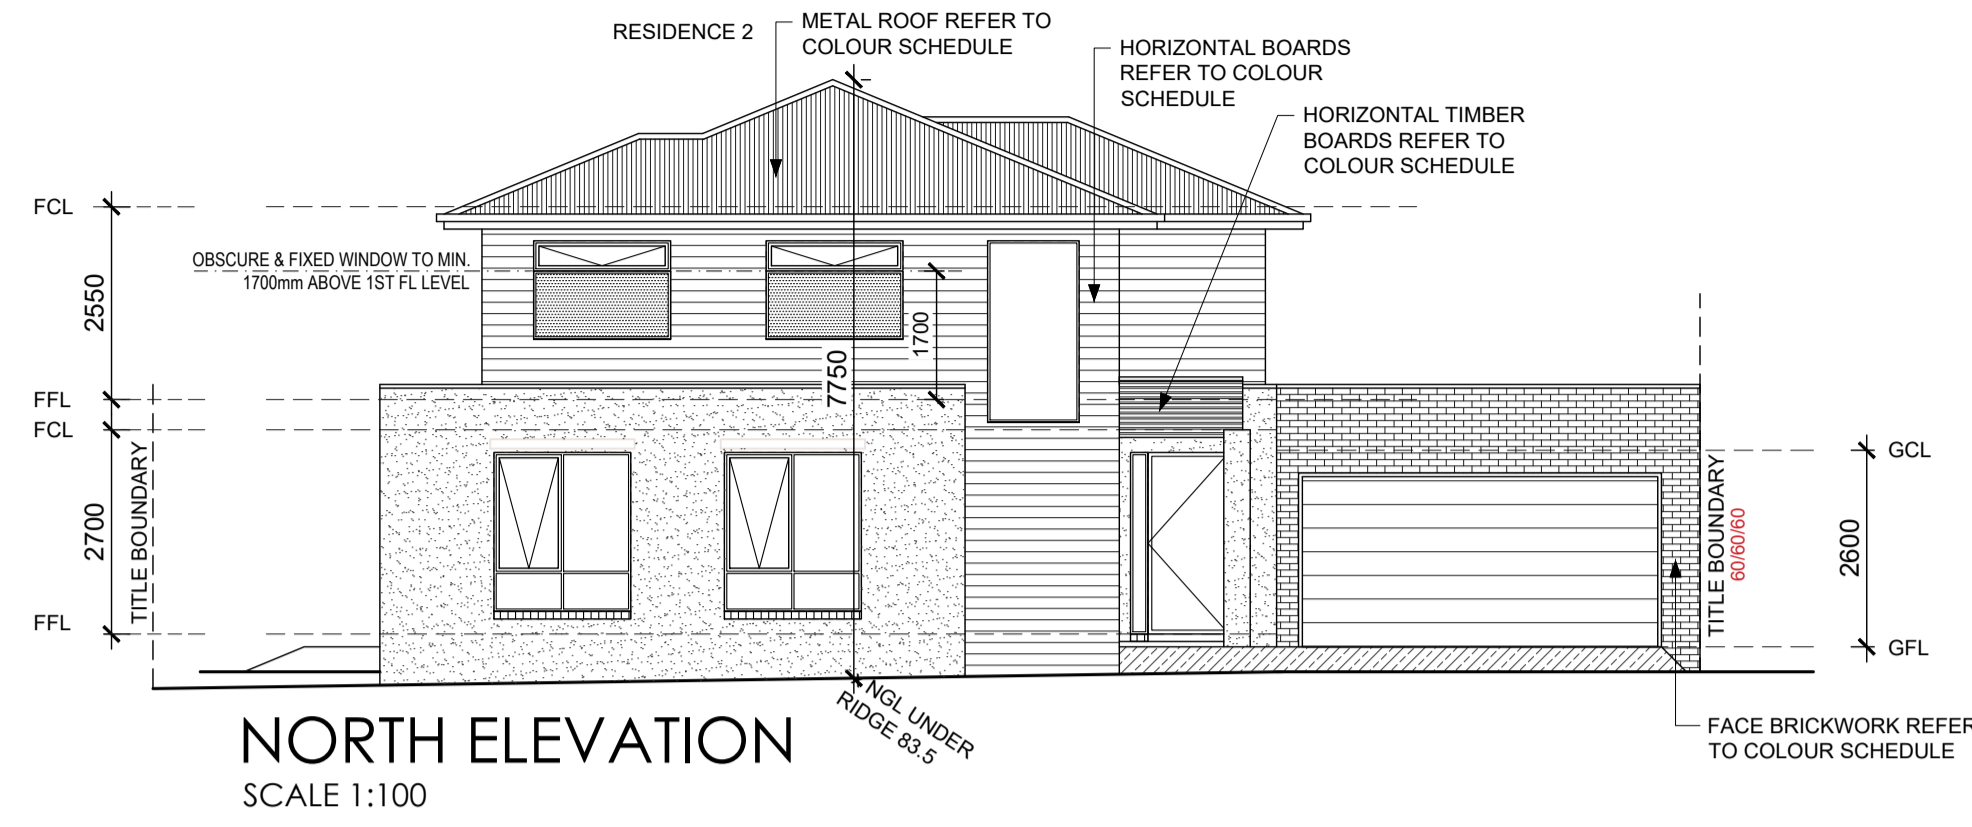 RESIDENCE 2
METAL ROOF REFER TO
COLOUR SCHEDULE
HORIZONTAL BOARDS
REFER TO COLOUR
SCHEDULE
HORIZONTAL TIMBER
BOARDS REFER TO
COLOUR SCHEDULE
FCL
OBSCURE & FIXED WINDOW TO MIN.
1700mm ABOVE 1ST FL LEVEL
2550
1700
7750
FFL
FCL
2700
TITLE BOUNDARY
FFL
GCL
TITLE BOUNDARY
60/60/60
2600
GFL
NGL UNDER
RIDGE 83.5
FACE BRICKWORK REFER
TO COLOUR SCHEDULE
NORTH ELEVATION
SCALE 1:100